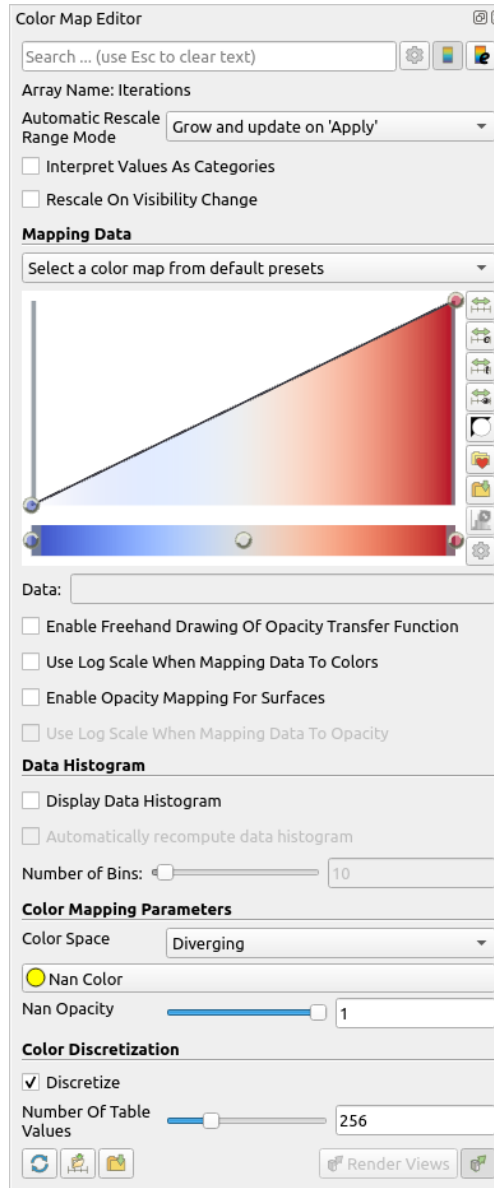 Color Map Editor
Search ... (use Esc to clear text)
Array Name: Iterations
Automatic Rescale
Range Mode
Grow and update on 'Apply'
Interpret Values As Categories
Rescale On Visibility Change
Mapping Data
Select a color map from default presets
Data:
Enable Freehand Drawing Of Opacity Transfer Function
Use Log Scale When Mapping Data To Colors
Enable Opacity Mapping For Surfaces
Use Log Scale When Mapping Data To Opacity
Data Histogram
Display Data Histogram
Automatically recompute data histogram
Number of Bins: 10
Color Mapping Parameters
Color Space Diverging
Nan Color
Nan Opacity 1
Color Discretization
Discretize
Number Of Table
Values
256
Render Views